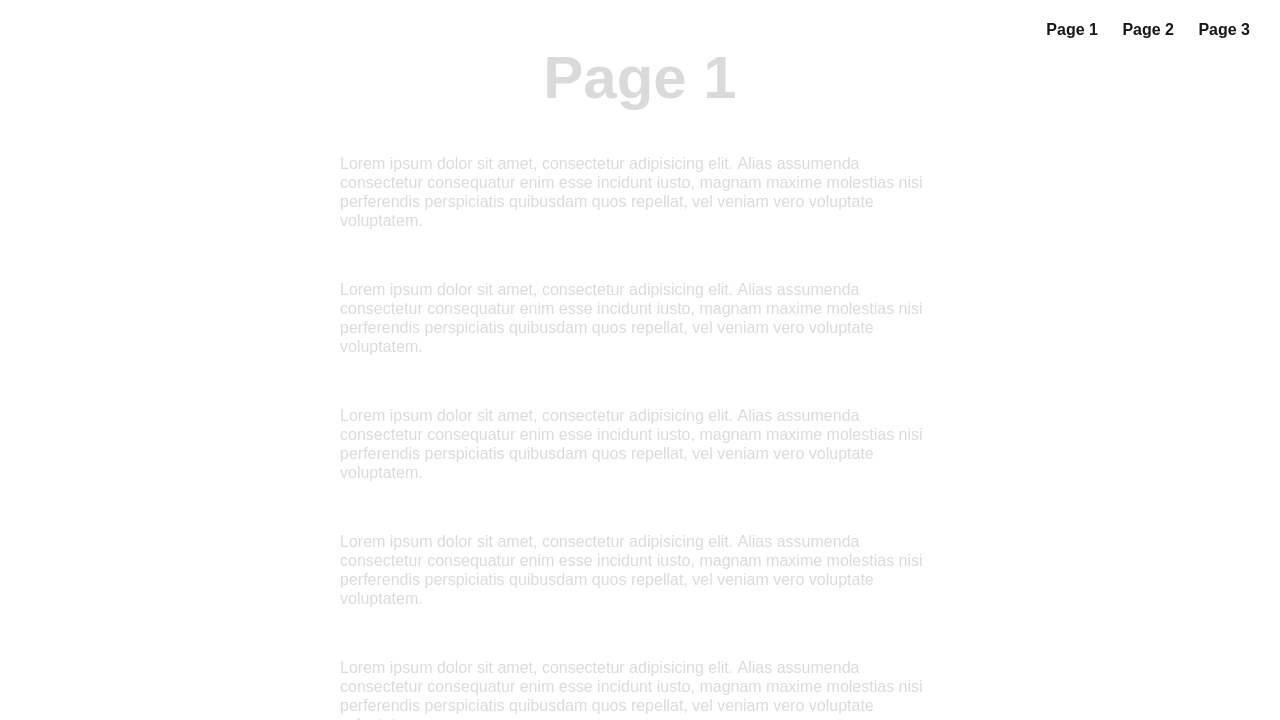 Page 1 Page 2 Page 3
Page 1
Lorem ipsum dolor sit amet, consectetur adipisicing elit. Alias assumenda
consectetur consequatur enim esse incidunt iusto, magnam maxime molestias nisi
perferendis perspiciatis quibusdam quos repellat, vel veniam vero voluptate
voluptatem.
Lorem ipsum dolor sit amet, consectetur adipisicing elit. Alias assumenda
consectetur consequatur enim esse incidunt iusto, magnam maxime molestias nisi
perferendis perspiciatis quibusdam quos repellat, vel veniam vero voluptate
voluptatem.
Lorem ipsum dolor sit amet, consectetur adipisicing elit. Alias assumenda
consectetur consequatur enim esse incidunt iusto, magnam maxime molestias nisi
perferendis perspiciatis quibusdam quos repellat, vel veniam vero voluptate
voluptatem.
Lorem ipsum dolor sit amet, consectetur adipisicing elit. Alias assumenda
consectetur consequatur enim esse incidunt iusto, magnam maxime molestias nisi
perferendis perspiciatis quibusdam quos repellat, vel veniam vero voluptate
voluptatem.
Lorem ipsum dolor sit amet, consectetur adipisicing elit. Alias assumenda
consectetur consequatur enim esse incidunt iusto, magnam maxime molestias nisi
perferendis perspiciatis quibusdam quos repellat, vel veniam vero voluptate